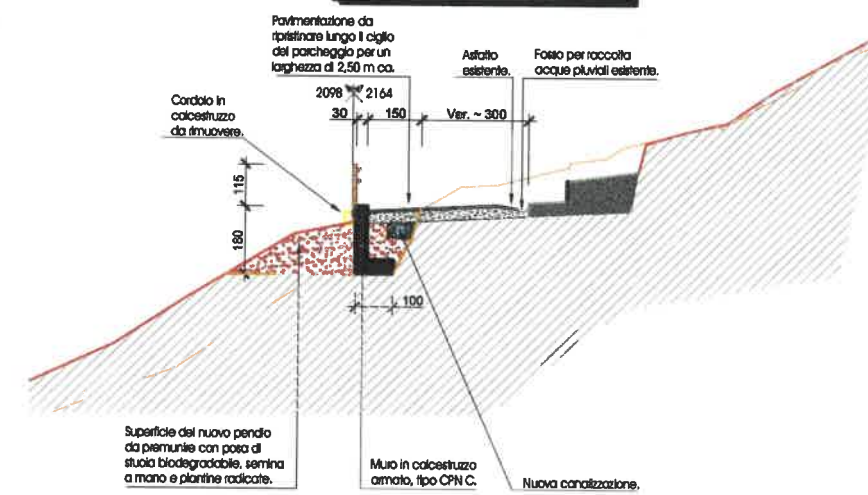 Pavimentazione da
ripristinare lungo il ciglio
del parcheggio per un
larghezza di 2,50 m ca.
Asfalto
esistente.
Fosso per raccolta
acque pluviali esistente.
Cordolo in
calcestruzzo
da rimuovere.
2098 2164
30 150 Var. ~ 300
115
180
100
Superficie del nuovo pendio
da premunire con posa di
stuoia biodegradabile, semina
a mano e plantine radicate.
Muro in calcestruzzo
armato, tipo CPN C.
Nuova canalizzazione.